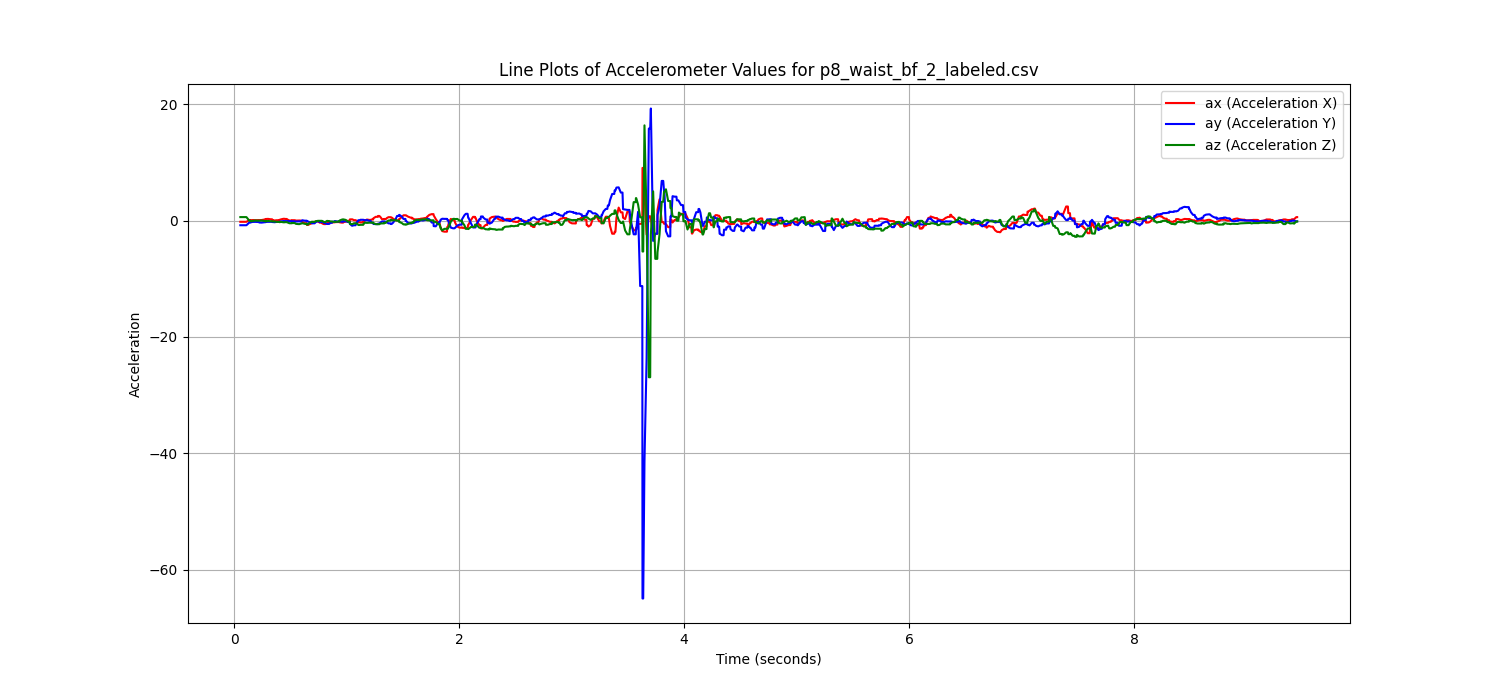 Line Plots of Accelerometer Values for p8_waist_bf_2_labeled.csv
ax (Acceleration X)
ay (Acceleration Y)
az (Acceleration Z)
Acceleration
20
0
−20
−40
−60
0 2 4 6 8
Time (seconds)